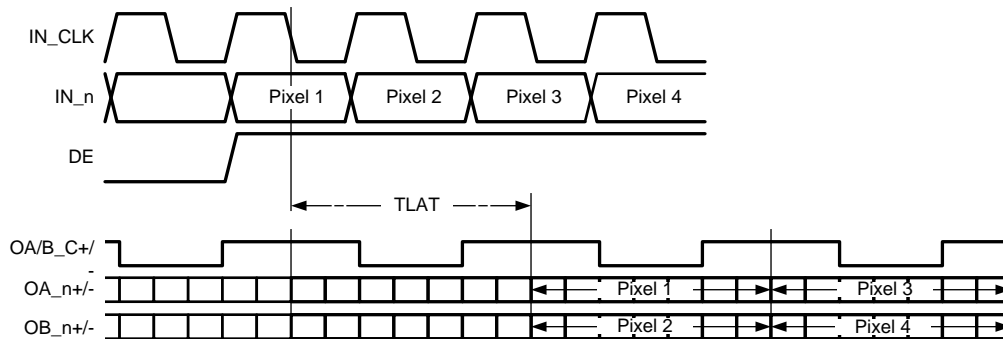 IN_CLK
IN_n
Pixel 1
Pixel 2
Pixel 3
Pixel 4
DE
TLAT
OA/B_C+/
-
OA_n+/-
Pixel 1
Pixel 3
OB_n+/-
Pixel 2
Pixel 4